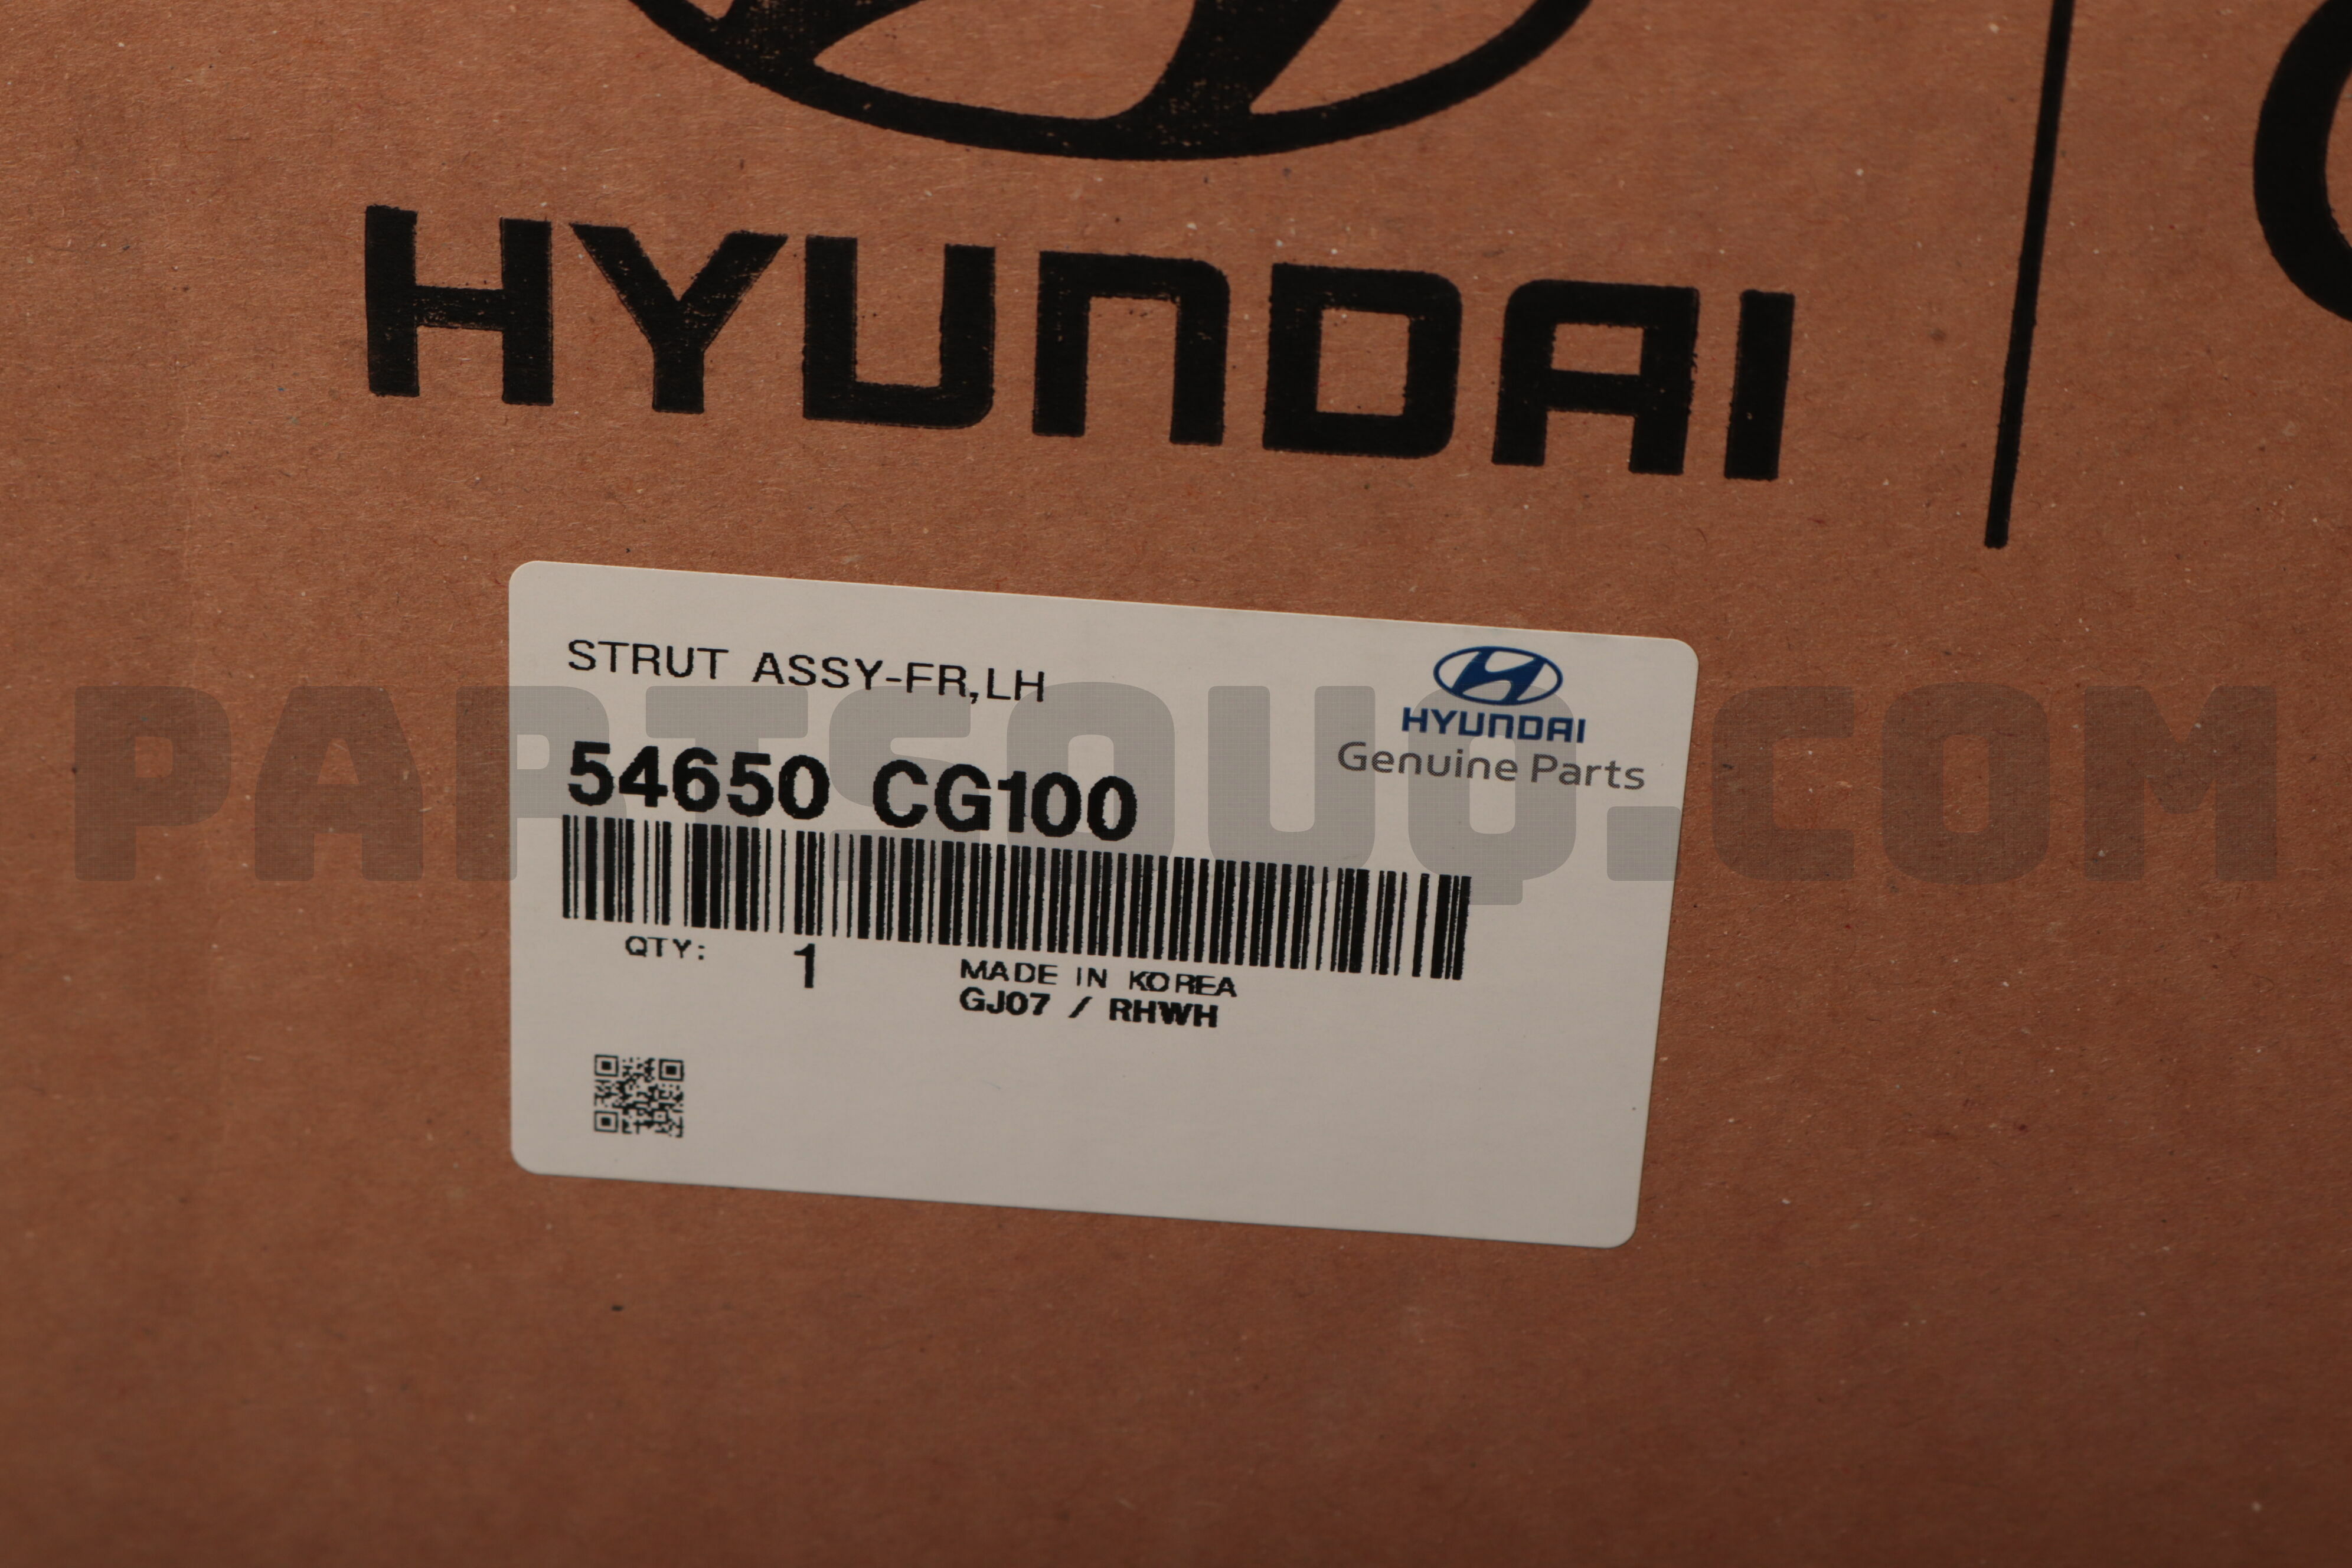 HYUNDAI
STRUT ASSY-FR,LH
HYUNDAI
Genuine Parts
54650 CG100
QTY: 1
MADE IN KOREA
GJ07 / RHWH
PARTSOUQ.COM